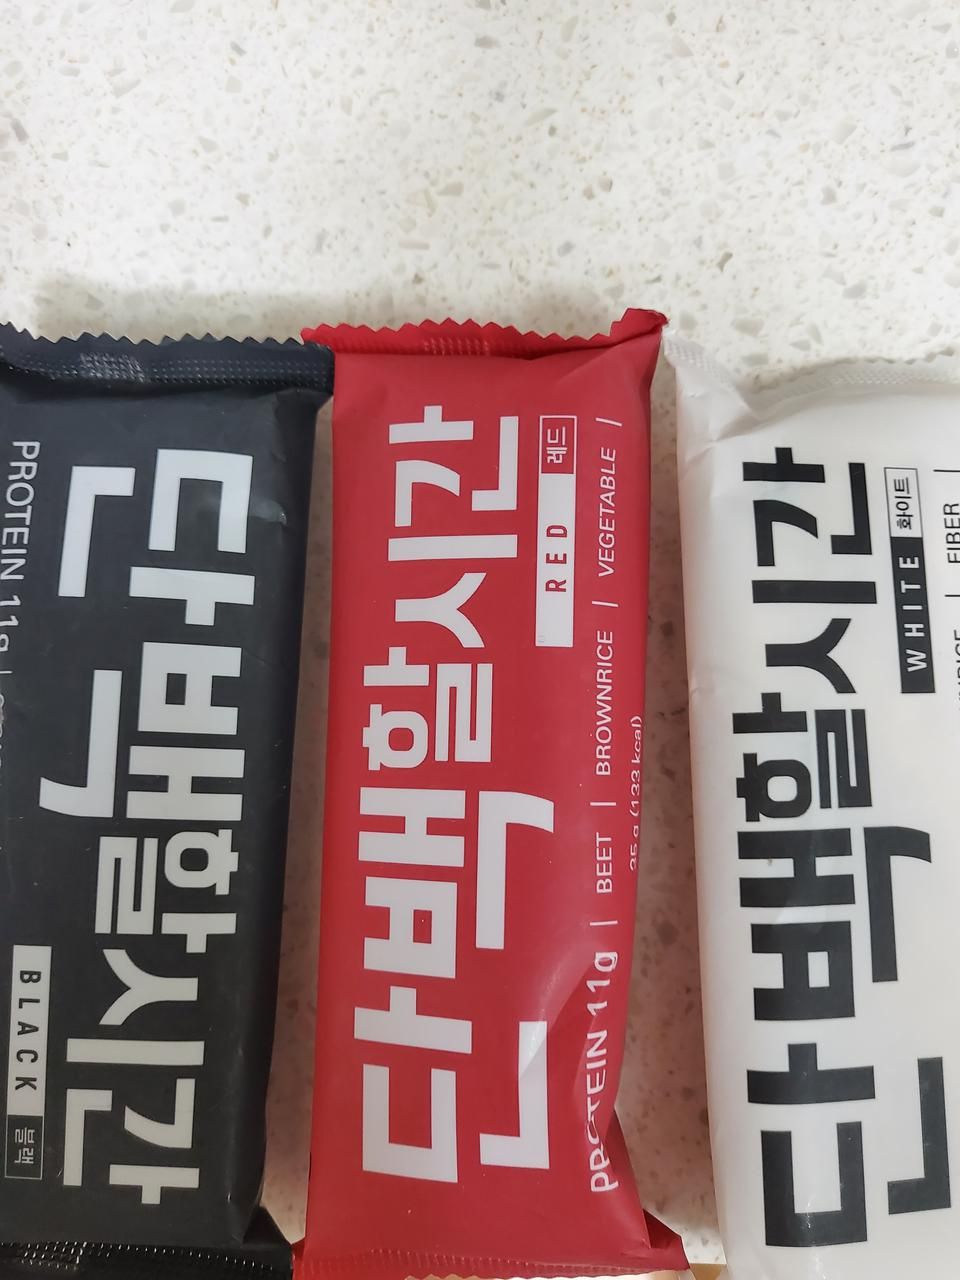 단백할시간
BLACK 블랙
PROTEIN 11g |
단백할시간
RED 레드
PROTEIN 11g | BEET | BROWNRICE | VEGETABLE |
35 g (133 kcal)
단백할시간
WHITE 화이트
| FIBER |